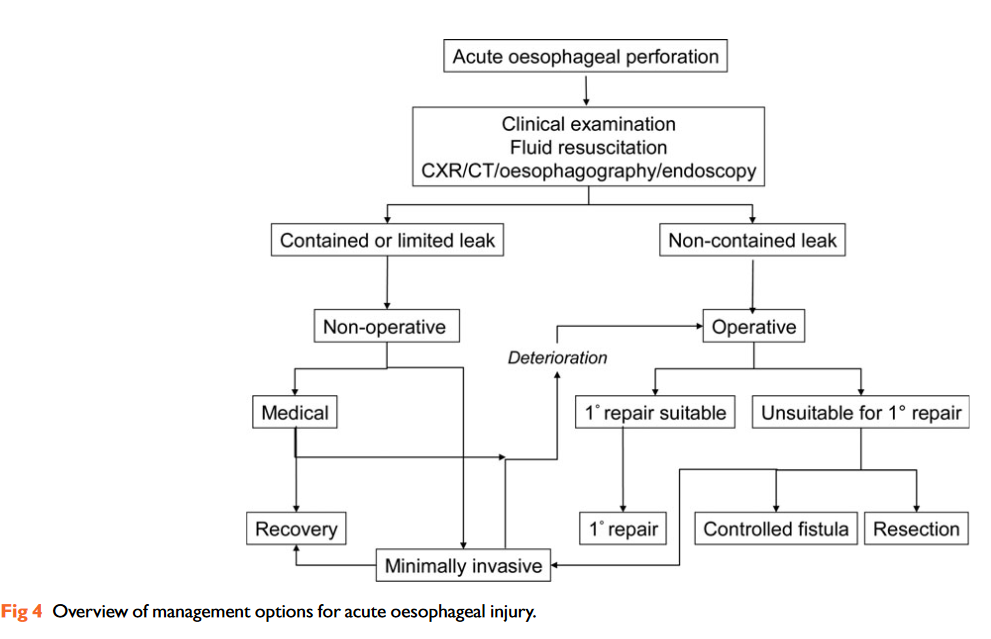 Acute oesophageal perforation
Clinical examination
Fluid resuscitation
CXR/CT/oesophagography/endoscopy
Contained or limited leak
Non-contained leak
Non-operative
Operative
Deterioration
Medical
1° repair suitable
Unsuitable for 1° repair
Recovery
1° repair
Controlled fistula
Resection
Minimally invasive
Fig 4 Overview of management options for acute oesophageal injury.